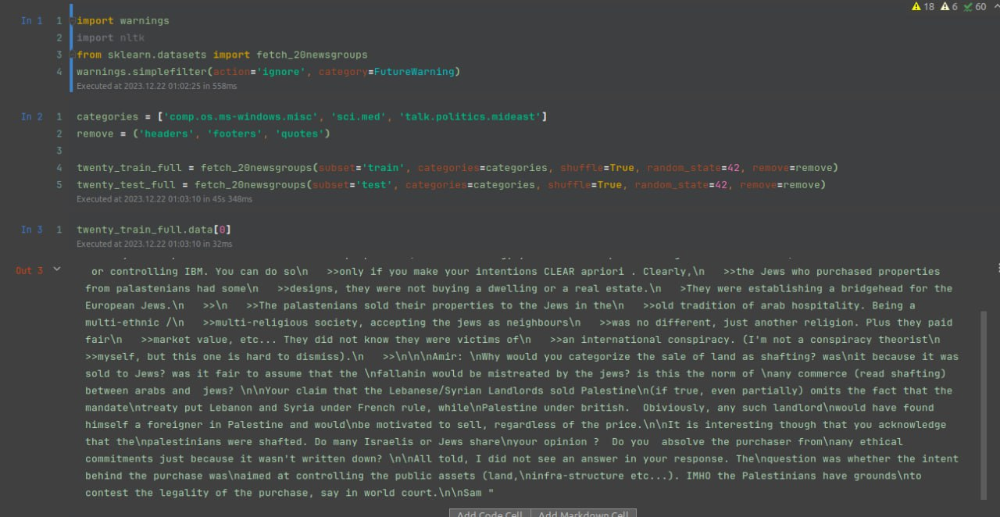 18 6 60
In 1 1 import warnings
2 import nltk
3 from sklearn.datasets import fetch_20newsgroups
4 warnings.simplefilter(action='ignore', category=FutureWarning)
Executed at 2023.12.22 01:02:25 in 558ms
In 2 1 categories = ['comp.os.ms-windows.misc', 'sci.med', 'talk.politics.mideast']
2 remove = ('headers', 'footers', 'quotes')
3
4 twenty_train_full = fetch_20newsgroups(subset='train', categories=categories, shuffle=True, random_state=42, remove=remove)
5 twenty_test_full = fetch_20newsgroups(subset='test', categories=categories, shuffle=True, random_state=42, remove=remove)
Executed at 2023.12.22 01:03:10 in 45s 348ms
In 3 1 twenty_train_full.data[0]
Executed at 2023.12.22 01:03:10 in 32ms
Out 3 or controlling IBM. You can do so\n   >>only if you make your intentions CLEAR apriori . Clearly,\n   >>the Jews who purchased properties
from palastenians had some\n   >>designs, they were not buying a dwelling or a real estate.\n   >They were establishing a bridgehead for the
European Jews.\n   >>\n   >>The palastenians sold their properties to the Jews in the\n   >>old tradition of arab hospitality. Being a
multi-ethnic /\n   >>multi-religious society, accepting the jews as neighbours\n   >>was no different, just another religion. Plus they paid
fair\n   >>market value, etc... They did not know they were victims of\n   >>an international conspiracy. (I'm not a conspiracy theorist\n
>>myself, but this one is hard to dismiss).\n   >>\n\n\n\nAmir: \nWhy would you categorize the sale of land as shafting? was\nit because it was
sold to Jews? was it fair to assume that the \nfallahin would be mistreated by the jews? is this the norm of \nany commerce (read shafting)
between arabs and  jews? \n\nYour claim that the Lebanese/Syrian Landlords sold Palestine\n(if true, even partially) omits the fact that the
mandate\ntreaty put Lebanon and Syria under French rule, while\nPalestine under british.  Obiviously, any such landlord\nwould have found
himself a foreigner in Palestine and would\nbe motivated to sell, regardless of the price.\n\nIt is interesting though that you acknowledge
that the\npalestinians were shafted. Do many Israelis or Jews share\nyour opinion ?  Do you  absolve the purchaser from\nany ethical
commitments just because it wasn't written down? \n\nAll told, I did not see an answer in your response. The\nquestion was whether the intent
behind the purchase was\naimed at controlling the public assets (land,\ninfra-structure etc...). IMHO the Palestinians have grounds\nto
contest the legality of the purchase, say in world court.\n\nSam "
Add Code Cell Add Markdown Cell